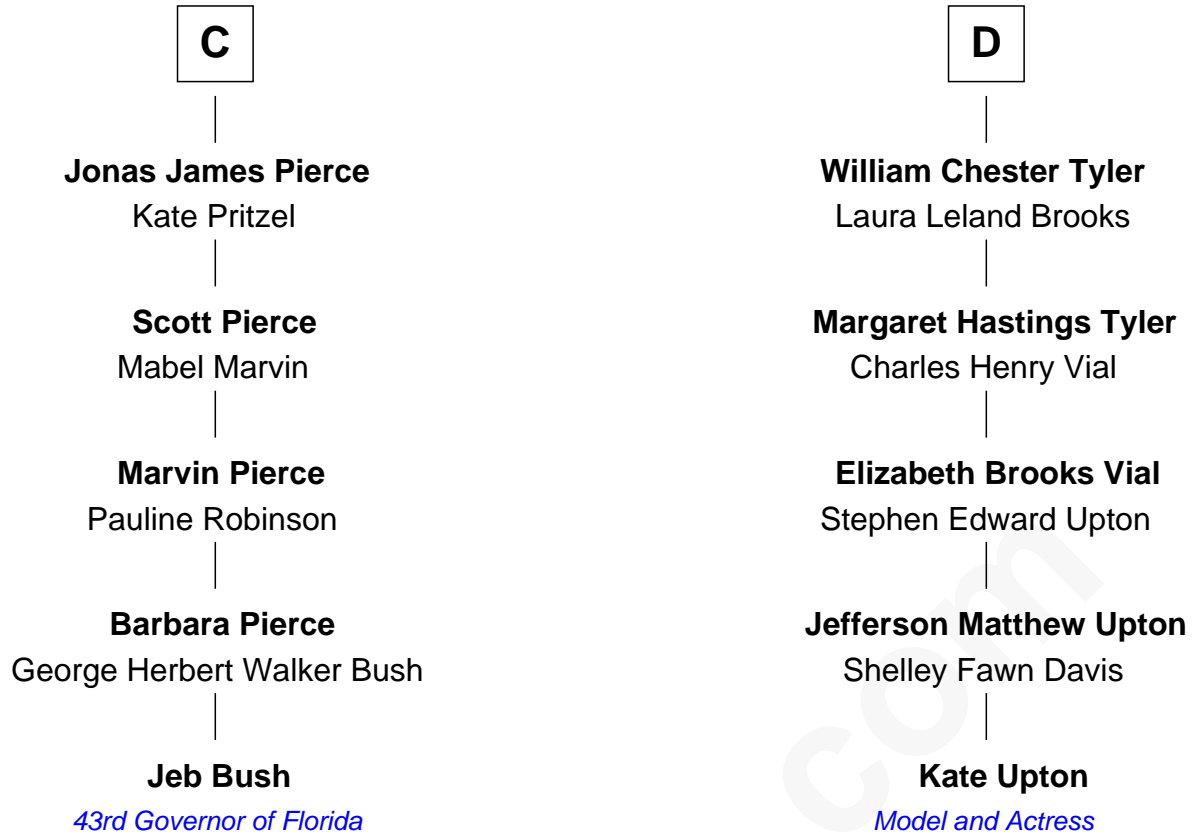 C
Jonas James Pierce
Kate Pritzel
Scott Pierce
Mabel Marvin
Marvin Pierce
Pauline Robinson
Barbara Pierce
George Herbert Walker Bush
Jeb Bush
43rd Governor of Florida
D
William Chester Tyler
Laura Leland Brooks
Margaret Hastings Tyler
Charles Henry Vial
Elizabeth Brooks Vial
Stephen Edward Upton
Jefferson Matthew Upton
Shelley Fawn Davis
Kate Upton
Model and Actress
com